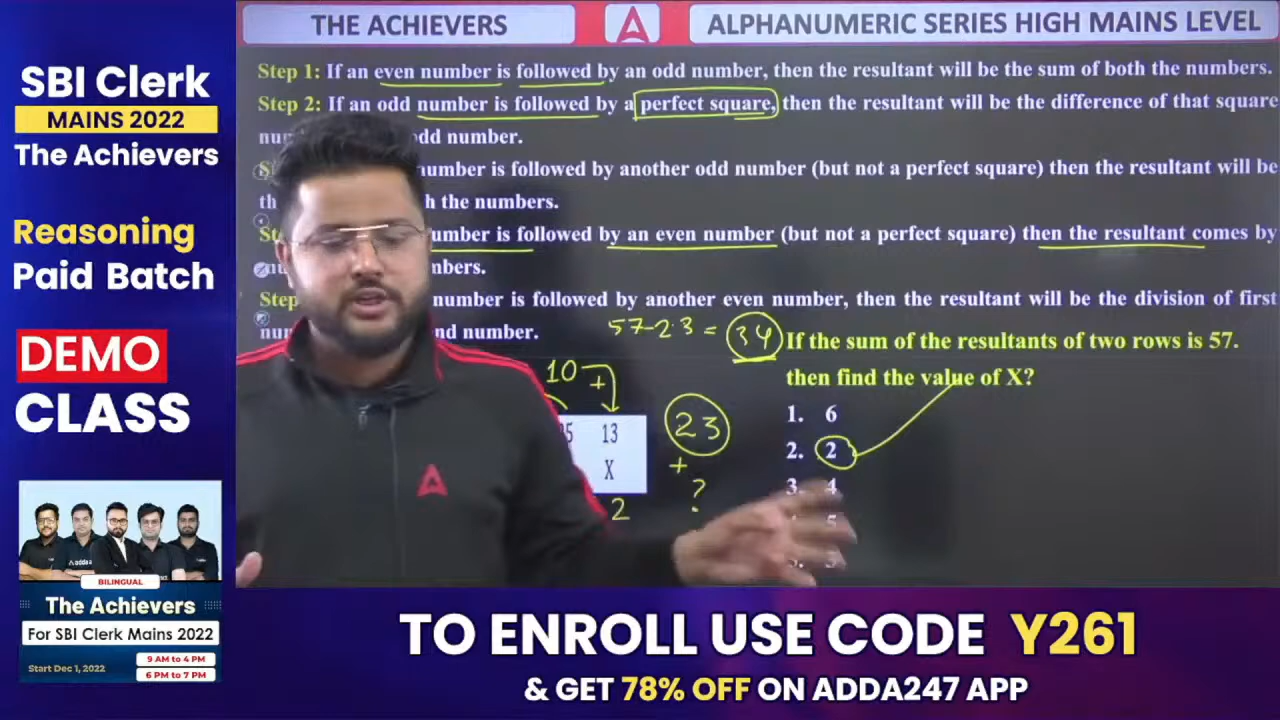 THE ACHIEVERS
ALPHANUMERIC SERIES HIGH MAINS LEVEL
SBI Clerk
MAINS 2022
The Achievers
Reasoning
Paid Batch
DEMO
CLASS
BILINGUAL
The Achievers
For SBI Clerk Mains 2022
Start Dec 1, 2022
9 AM to 4 PM
6 PM to 7 PM
Step 1: If an even number is followed by an odd number, then the resultant will be the sum of both the numbers.
Step 2: If an odd number is followed by a perfect square, then the resultant will be the difference of that square
odd number.
number is followed by another odd number (but not a perfect square) then the resultant will be
the numbers.
is followed by an even number (but not a perfect square) then the resultant comes by
number is followed by another even number, then the resultant will be the division of first
number.
57-23 = 34
If the sum of the resultants of two rows is 57.
then find the value of X?
10 +
13
23
X
+
2
?
1. 6
2. 2
3. 4
TO ENROLL USE CODE Y261
& GET 78% OFF ON ADDA247 APP